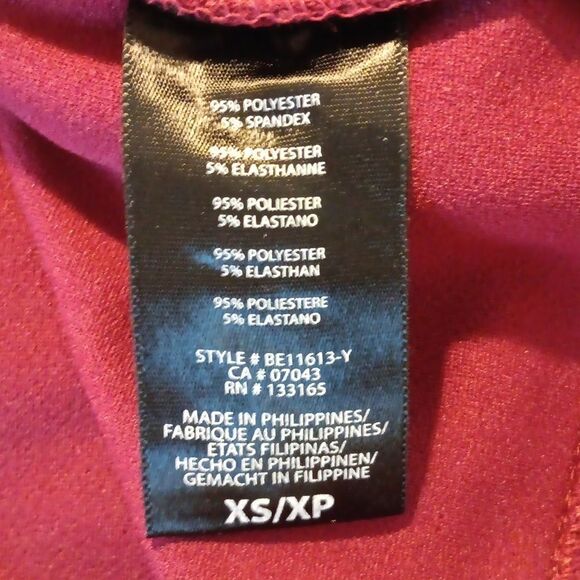 95% POLYESTER
5% SPANDEX
95% POLYESTER
5% ELASTHANNE
95% POLIESTER
5% ELASTANO
95% POLYESTER
5% ELASTHAN
95% POLIESTERE
5% ELASTANO
STYLE # BE11613-Y
CA # 07043
RN # 133165
MADE IN PHILIPPINES/
FABRIQUE AU PHILIPPINES/
ETATS FILIPINAS/
HECHO EN PHILIPPINEN/
GEMACHT IN FILIPPINE
XS/XP